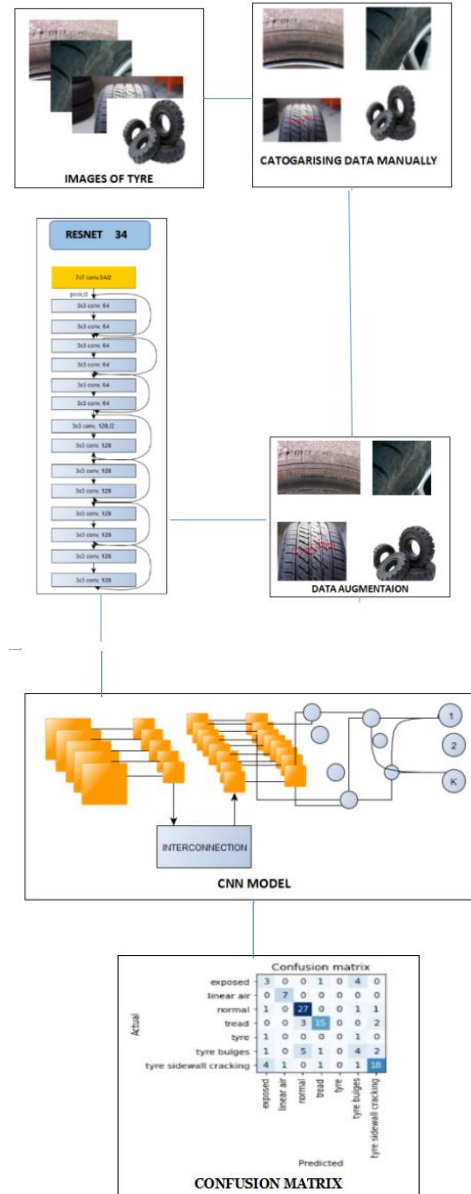 IMAGES OF TYRE
CATOGARISING DATA MANUALLY
RESNET 34
7x7 conv,54/2
pool,/2
3x3 conv, 64
3x3 conv, 64
3x3 conv, 64
3x3 conv, 64
3x3 conv, 64
3x3 conv, 64
3x3 conv, 128,/2
3x3 conv, 128
3x3 conv, 128
3x3 conv, 128
3x3 conv, 128
3x3 conv, 128
3x3 conv, 128
3x3 conv, 128
DATA AUGMENTAION
1
2
K
INTERCONNECTION
CNN MODEL
Confusion matrix
Actual
exposed 3 0 0 1 0 4 0
linear air 0 7 0 0 0 0 0
normal 1 0 27 0 0 1 1
tread 0 0 3 15 0 0 2
tyre 1 0 0 0 0 1 0
tyre bulges 1 0 5 1 0 4 2
tyre sidewall cracking 4 1 0 1 0 1 18
exposed
linear air
normal
tread
tyre
tyre bulges
tyre sidewall cracking
Predicted
CONFUSION MATRIX